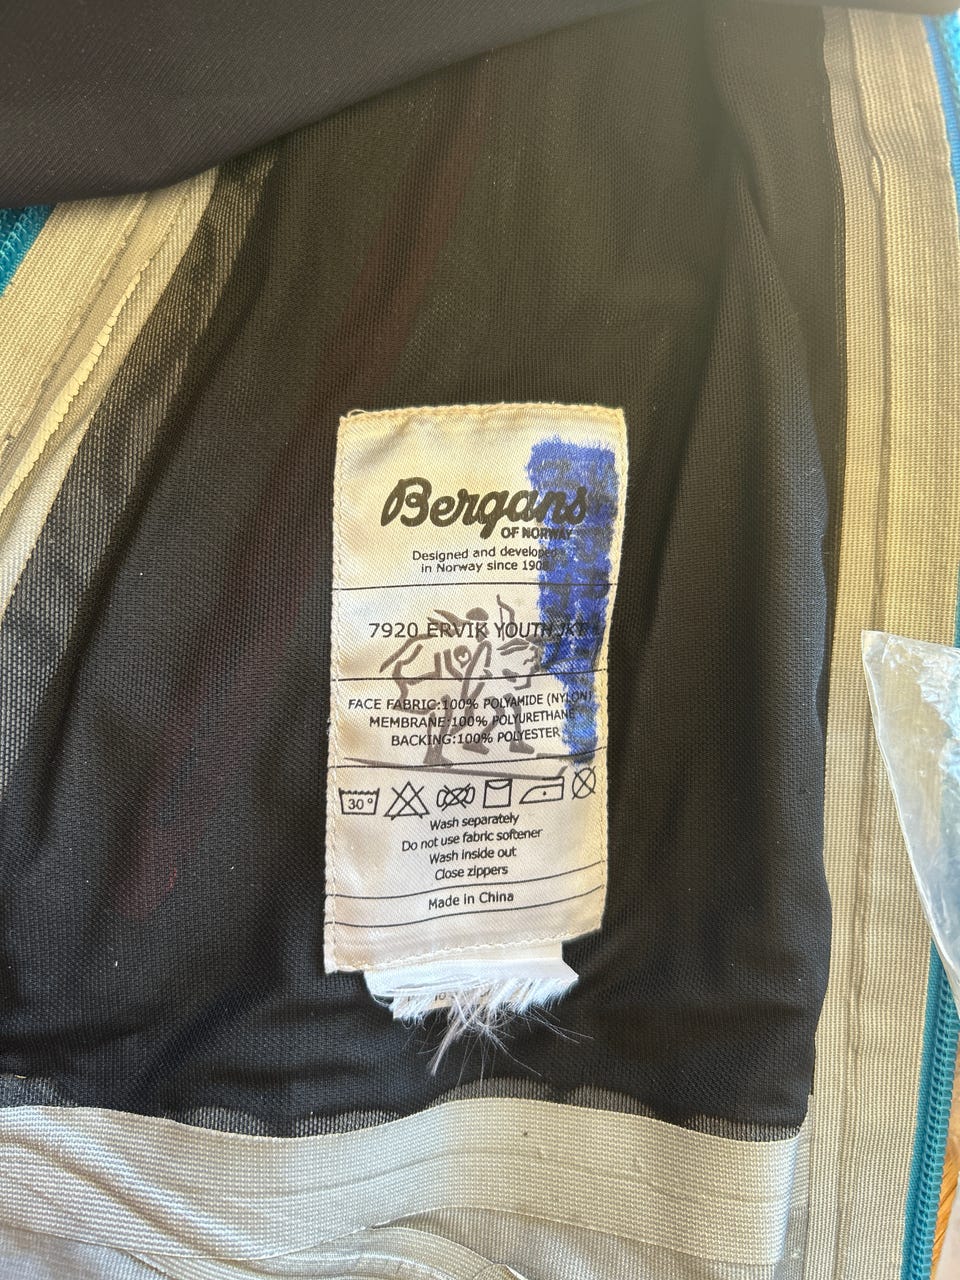 Bergans
OF NORWAY
Designed and developed
in Norway since 1908
7920 ERVIK YOUTH JKT
FACE FABRIC:100% POLYAMIDE (NYLON)
MEMBRANE:100% POLYURETHANE
BACKING:100% POLYESTER
30°
Wash separately
Do not use fabric softener
Wash inside out
Close zippers
Made in China